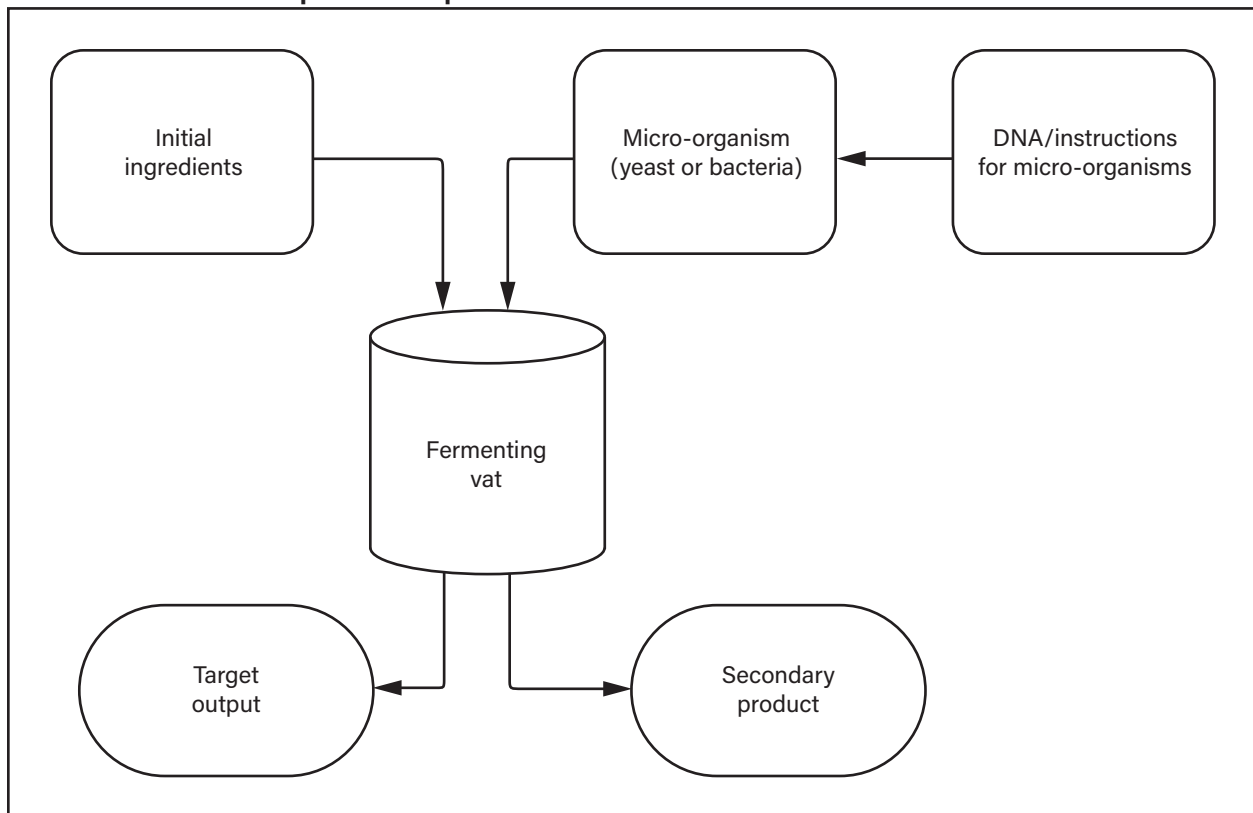 Initial
ingredients
Micro-organism
(yeast or bacteria)
DNA/instructions
for micro-organisms
Fermenting
vat
Target
output
Secondary
product